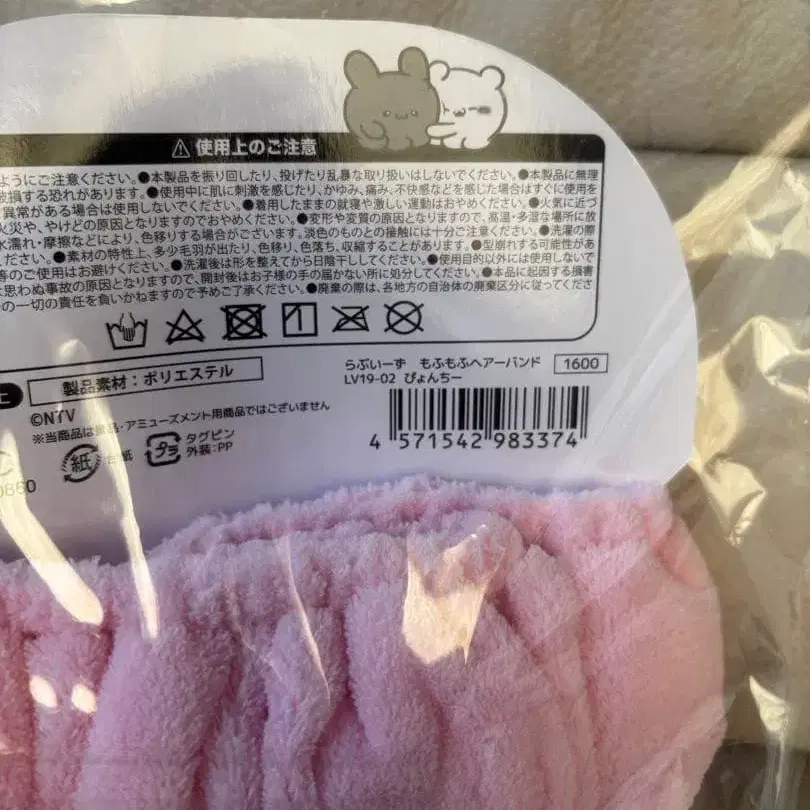 ⚠ 使用上のご注意
ようにご注意ください。●本製品を振り回したり、投げたり乱暴な取り扱いはしないでください。●本製品に無理
破損する恐れがあります。●使用中に肌に刺激を感じたり、かゆみ、痛み、不快感などを感じた場合はすぐに使用を
異常がある場合は使用しないでください。●着用したままの就寝や激しい運動はおやめください。●火気に近づ
火災や、やけどの原因となりますのでおやめください。●変形や変質の原因となりますので、高温・多湿な場所に放
水濡れ・摩擦などにより、色移りする場合がございます。淡色のものとの接触には十分ご注意ください。●洗濯の際
ください。●素材の特性上、多少毛羽が出たり、色移り、色落ち、収縮することがあります。●型崩れする可能性があ
等のご使用はお避けください。●洗濯後は形を整えてから日陰干ししてください。●使用目的以外には使用しないで
思わぬ事故の原因となりますので、開封後はお子様の手の届かない所に処分してください。●本品に起因する損害
の一切の責任を負いかねますので予めご了承ください。●廃棄の際は、各地方の自治体の廃棄区分に従ってくださ
製品素材：ポリエステル
らぶいーず もふもふヘアーバンド 1600
LV19-02 ぴょんちー
©NTV
※当商品は景品・アミューズメント用商品ではございません
紙 台紙
プラ タグピン
外装：PP
4 571542 983374
0860